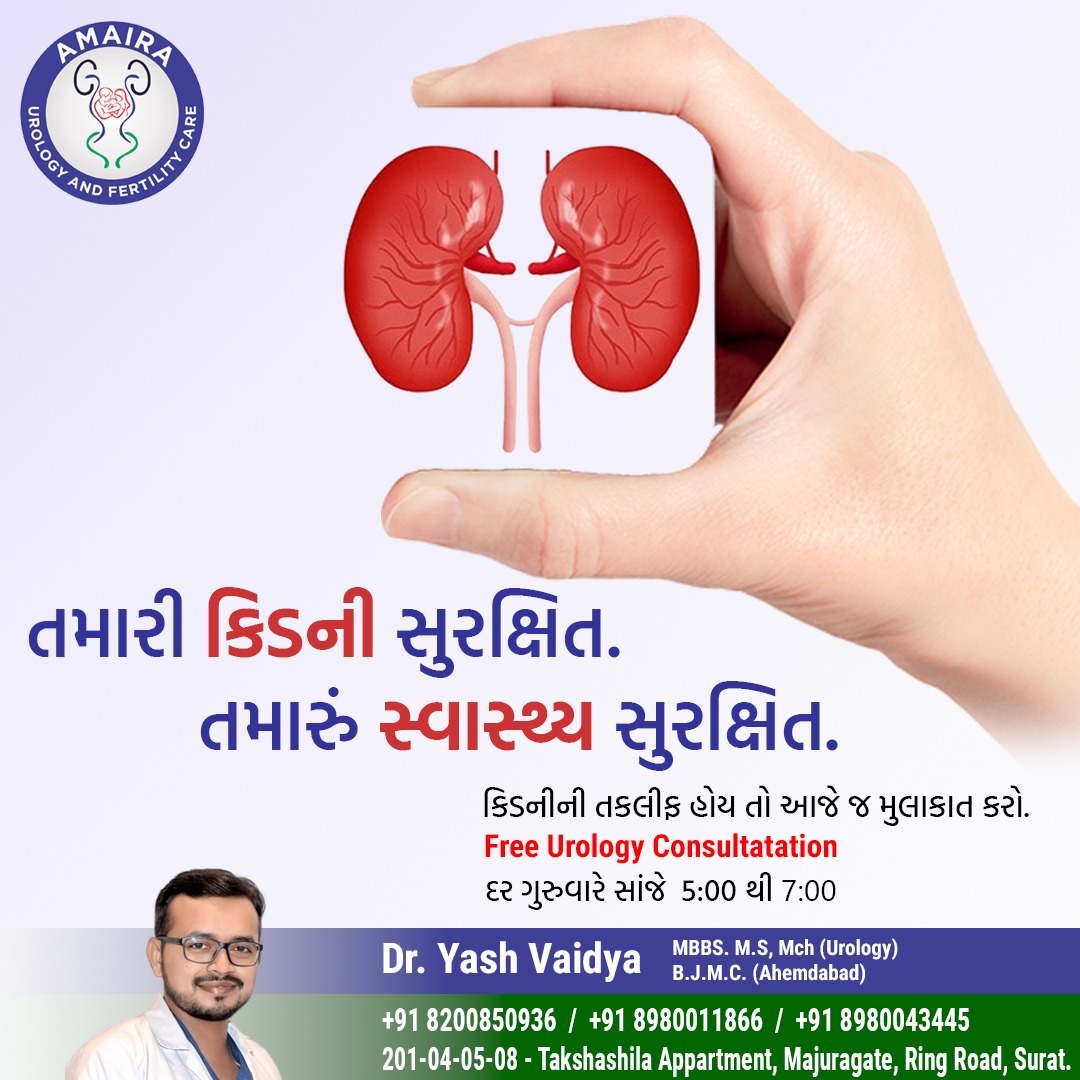 AMAIRA
UROLOGY AND FERTILITY CARE
તમારી કિડની સુરક્ષિત.
તમારું સ્વાસ્થ્ય સુરક્ષિત.
કિડનીની તકલીફ હોય તો આજે જ મુલાકાત કરો.
Free Urology Consultatation
દર ગુરુવારે સાંજે 5:00 થી 7:00
Dr. Yash Vaidya
MBBS. M.S, Mch (Urology)
B.J.M.C. (Ahemdabad)
+91 8200850936 / +91 8980011866 / +91 8980043445
201-04-05-08 - Takshashila Appartment, Majuragate, Ring Road, Surat.